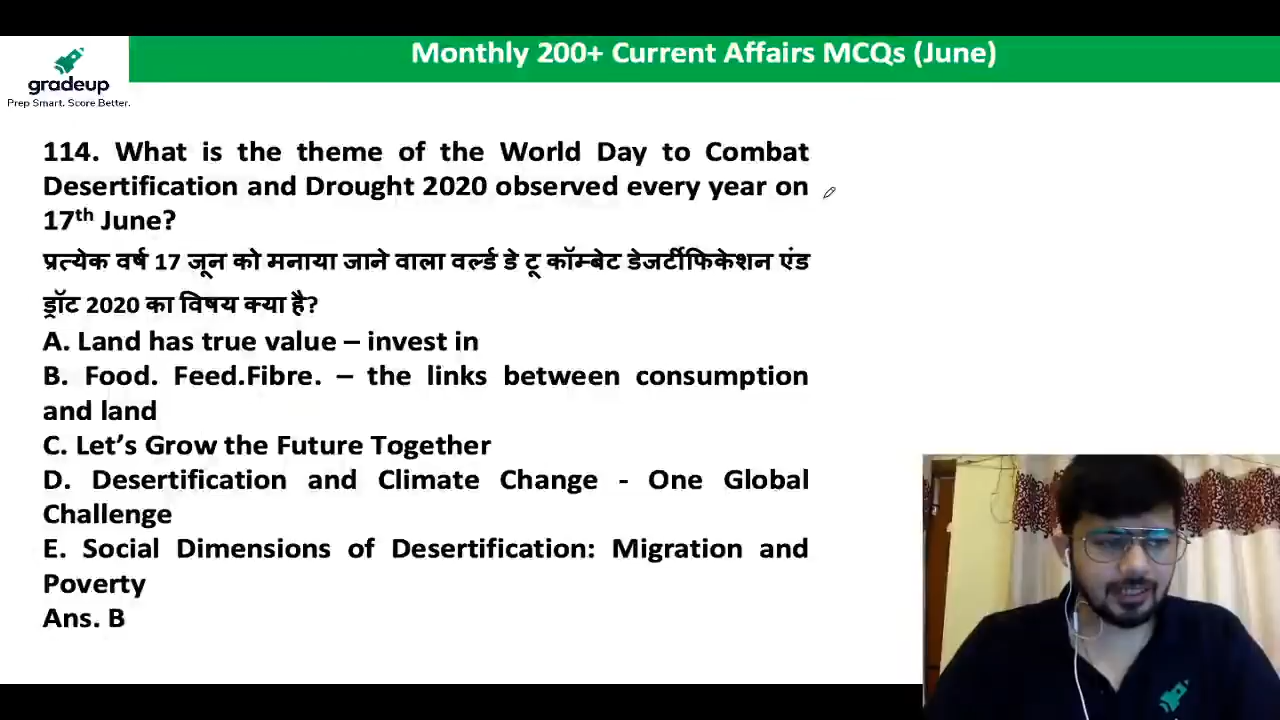 Monthly 200+ Current Affairs MCQs (June)
gradeup
Prep Smart. Score Better.
114. What is the theme of the World Day to Combat
Desertification and Drought 2020 observed every year on
17th June?
प्रत्येक वर्ष 17 जून को मनाया जाने वाला वर्ल्ड डे टू कॉम्बेट डेजर्टीफिकेशन एंड
ड्रॉट 2020 का विषय क्या है?
A. Land has true value – invest in
B. Food. Feed.Fibre. – the links between consumption
and land
C. Let’s Grow the Future Together
D. Desertification and Climate Change - One Global
Challenge
E. Social Dimensions of Desertification: Migration and
Poverty
Ans. B